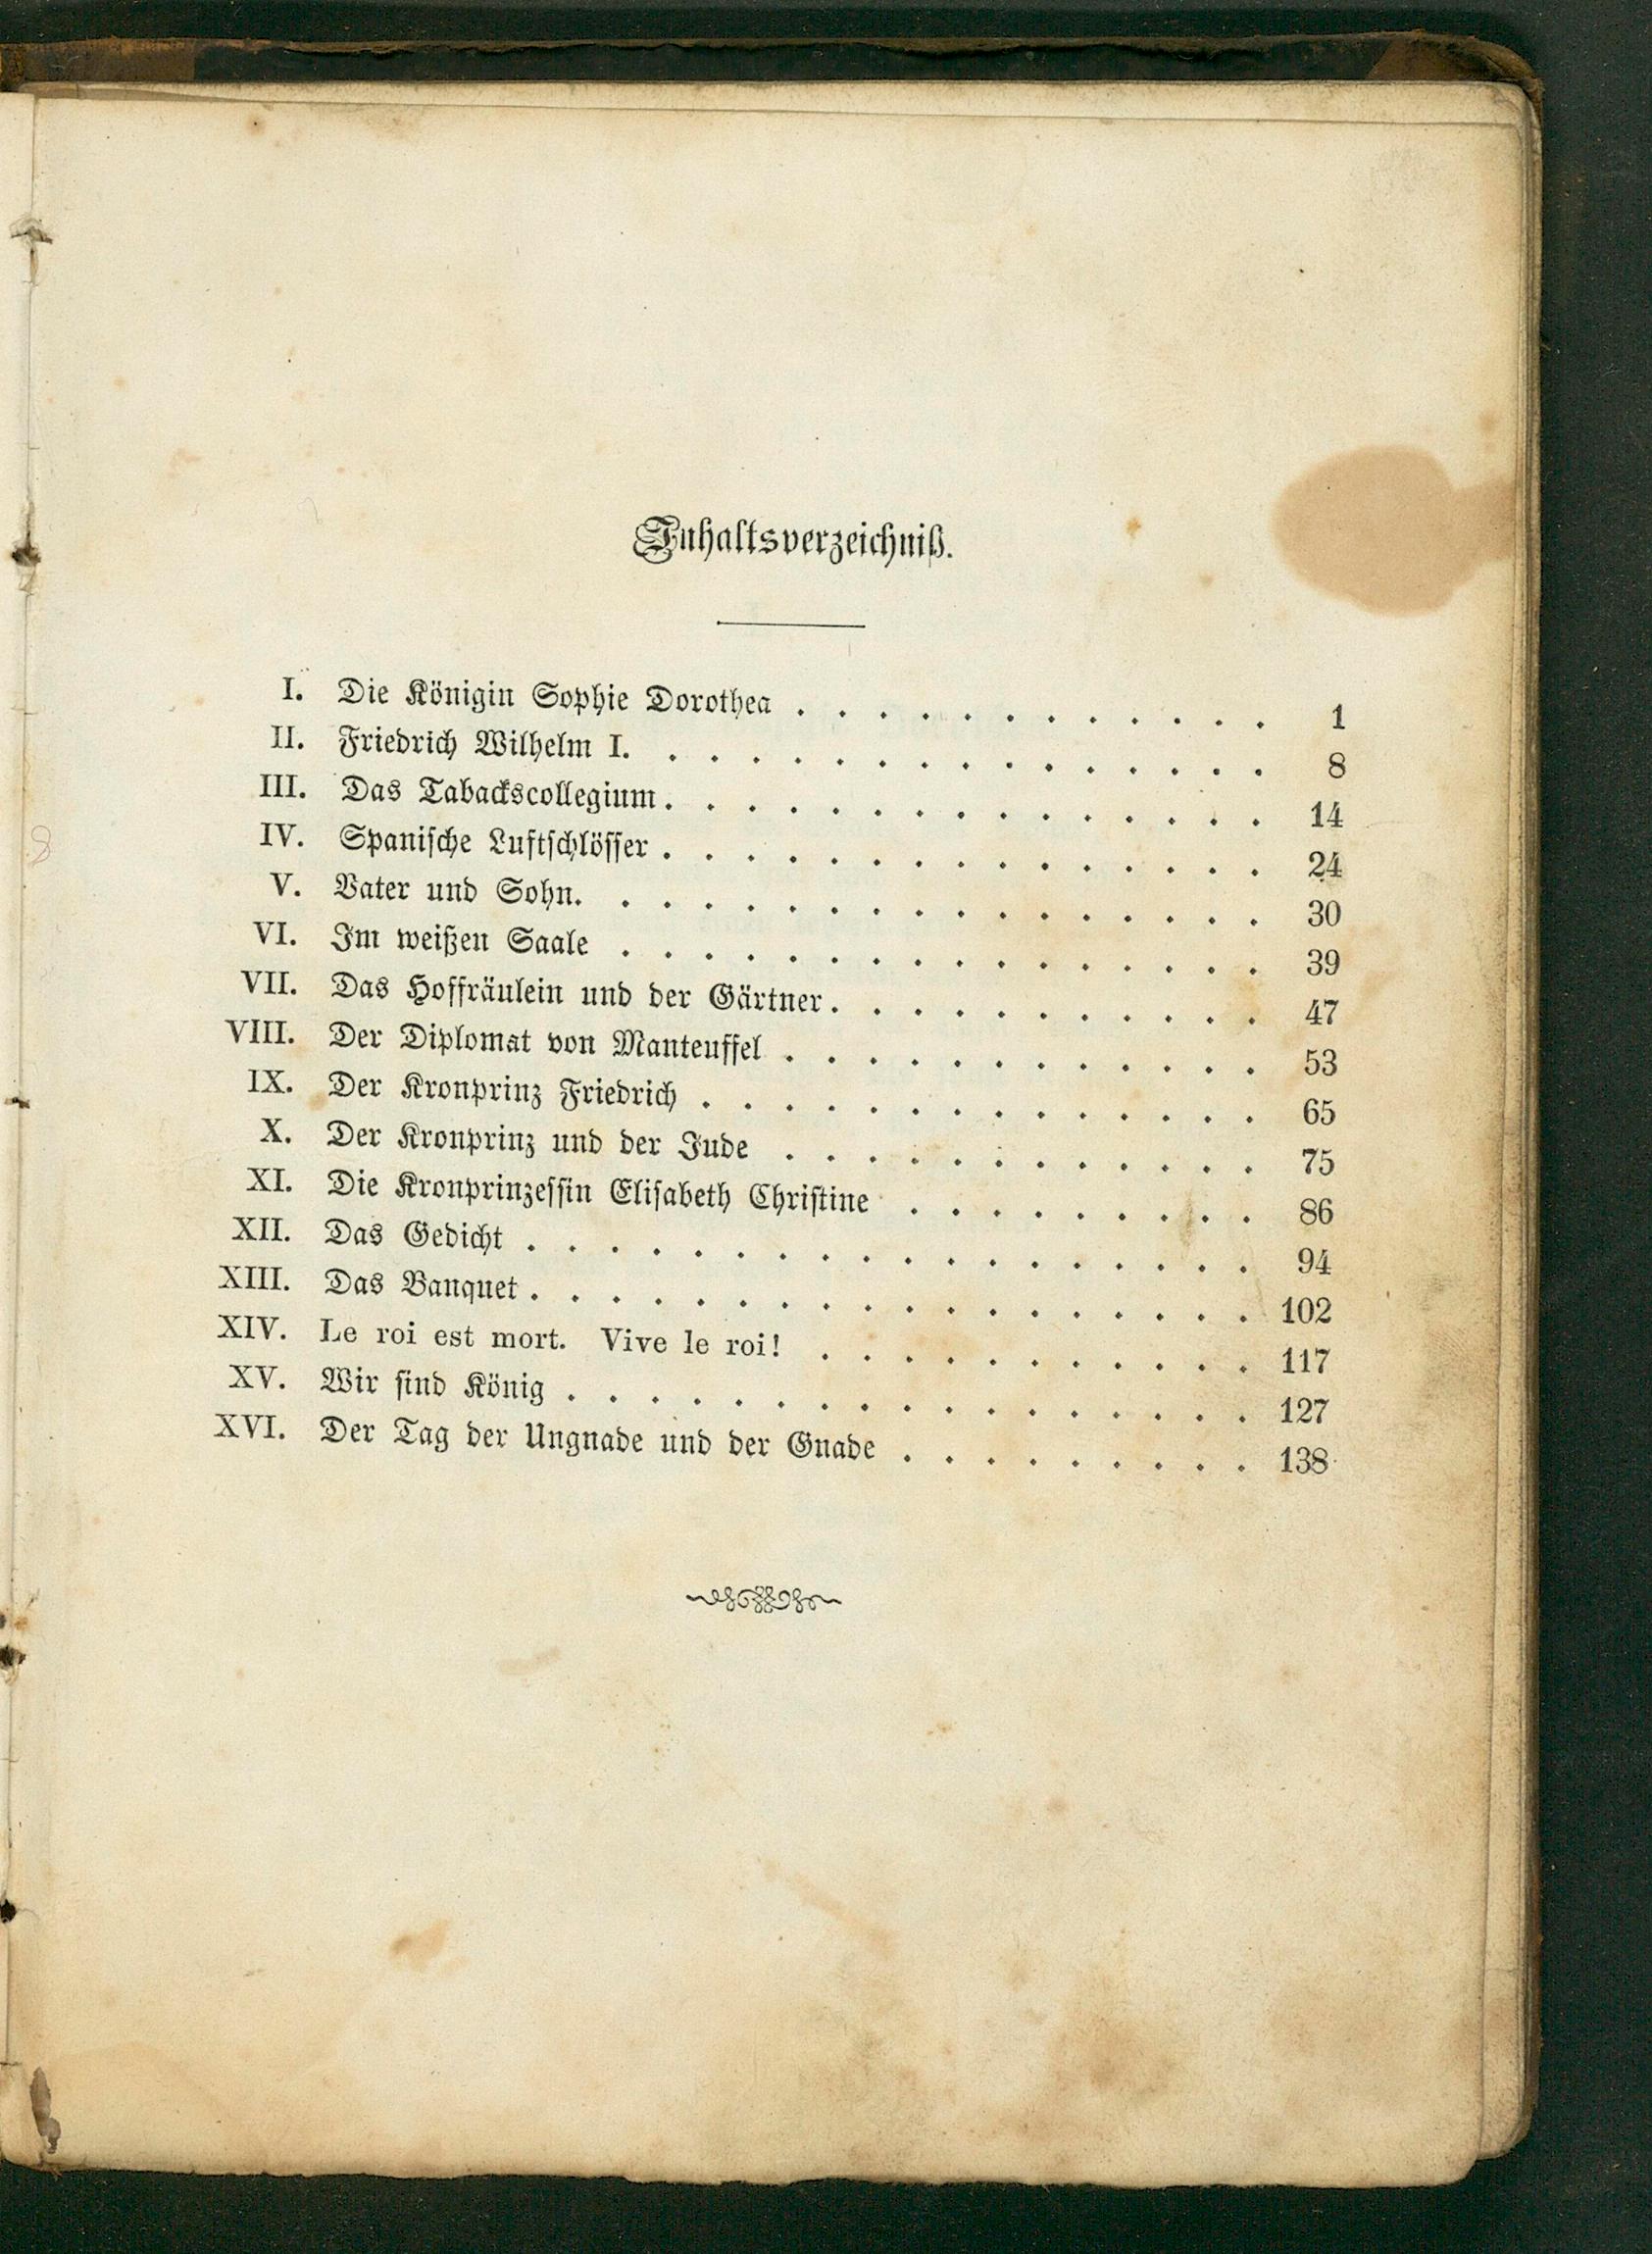 Inhaltsverzeichniß.
I. Die Königin Sophie Dorothea . . . . . . . . . . . . 1
II. Friedrich Wilhelm I. . . . . . . . . . . . . . . . 8
III. Das Tabackscollegium . . . . . . . . . . . . . . . 14
IV. Spanische Luftschlösser . . . . . . . . . . . . . . . 24
V. Vater und Sohn. . . . . . . . . . . . . . . . . 30
VI. Im weißen Saale . . . . . . . . . . . . . . . . 39
VII. Das Hoffräulein und der Gärtner . . . . . . . . . . . 47
VIII. Der Diplomat von Manteuffel . . . . . . . . . . . . 53
IX. Der Kronprinz Friedrich . . . . . . . . . . . . . . 65
X. Der Kronprinz und der Jude . . . . . . . . . . . . 75
XI. Die Kronprinzessin Elisabeth Christine . . . . . . . . . 86
XII. Das Gedicht . . . . . . . . . . . . . . . . . . 94
XIII. Das Banquet . . . . . . . . . . . . . . . . . . 102
XIV. Le roi est mort. Vive le roi! . . . . . . . . . . . 117
XV. Wir sind König . . . . . . . . . . . . . . . . . 127
XVI. Der Tag der Ungnade und der Gnade . . . . . . . . . 138